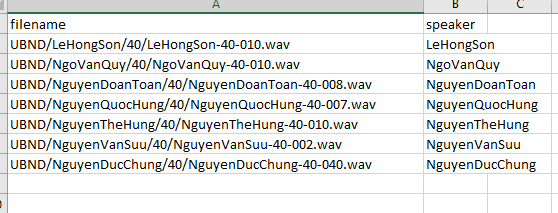 A B C
filename speaker
UBND/LeHongSon/40/LeHongSon-40-010.wav LeHongSon
UBND/NgoVanQuy/40/NgoVanQuy-40-010.wav NgoVanQuy
UBND/NguyenDoanToan/40/NguyenDoanToan-40-008.wav NguyenDoanToan
UBND/NguyenQuocHung/40/NguyenQuocHung-40-007.wav NguyenQuocHung
UBND/NguyenTheHung/40/NguyenTheHung-40-010.wav NguyenTheHung
UBND/NguyenVanSuu/40/NguyenVanSuu-40-002.wav NguyenVanSuu
UBND/NguyenDucChung/40/NguyenDucChung-40-040.wav NguyenDucChung